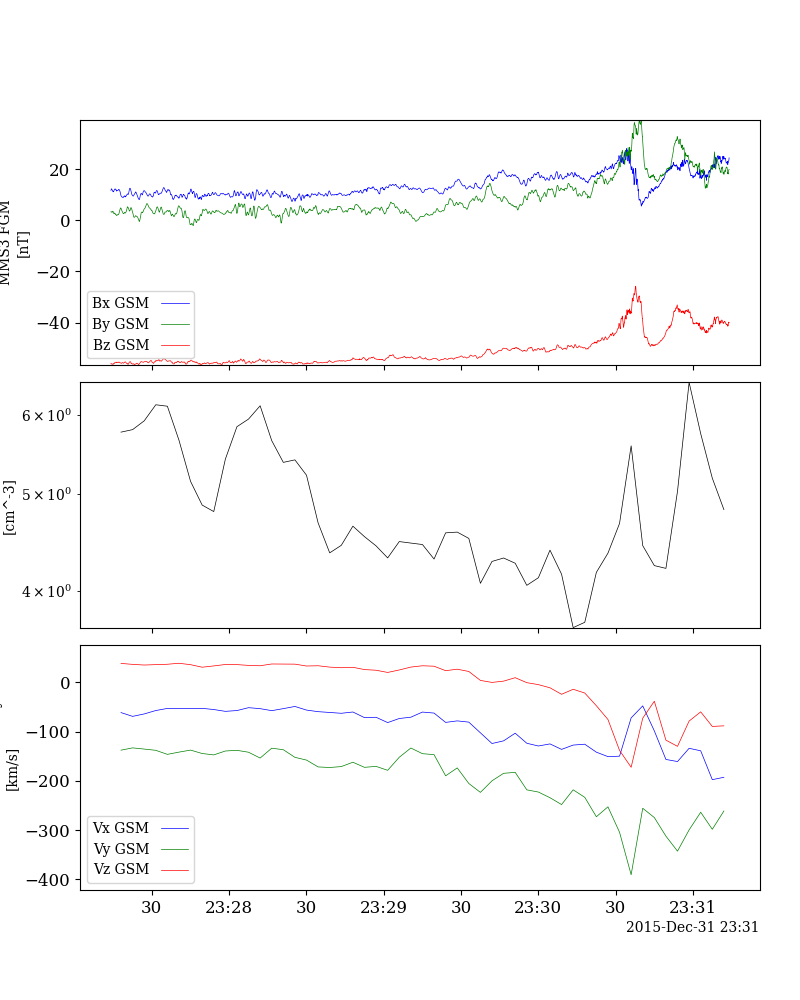 MMS3 FGM
[nT]
20
0
−20
−40
Bx GSM
By GSM
Bz GSM
[cm^-3]
6 × 10⁰
5 × 10⁰
4 × 10⁰
[km/s]
0
−100
−200
−300
−400
Vx GSM
Vy GSM
Vz GSM
30 23:28 30 23:29 30 23:30 30 23:31
2015-Dec-31 23:31